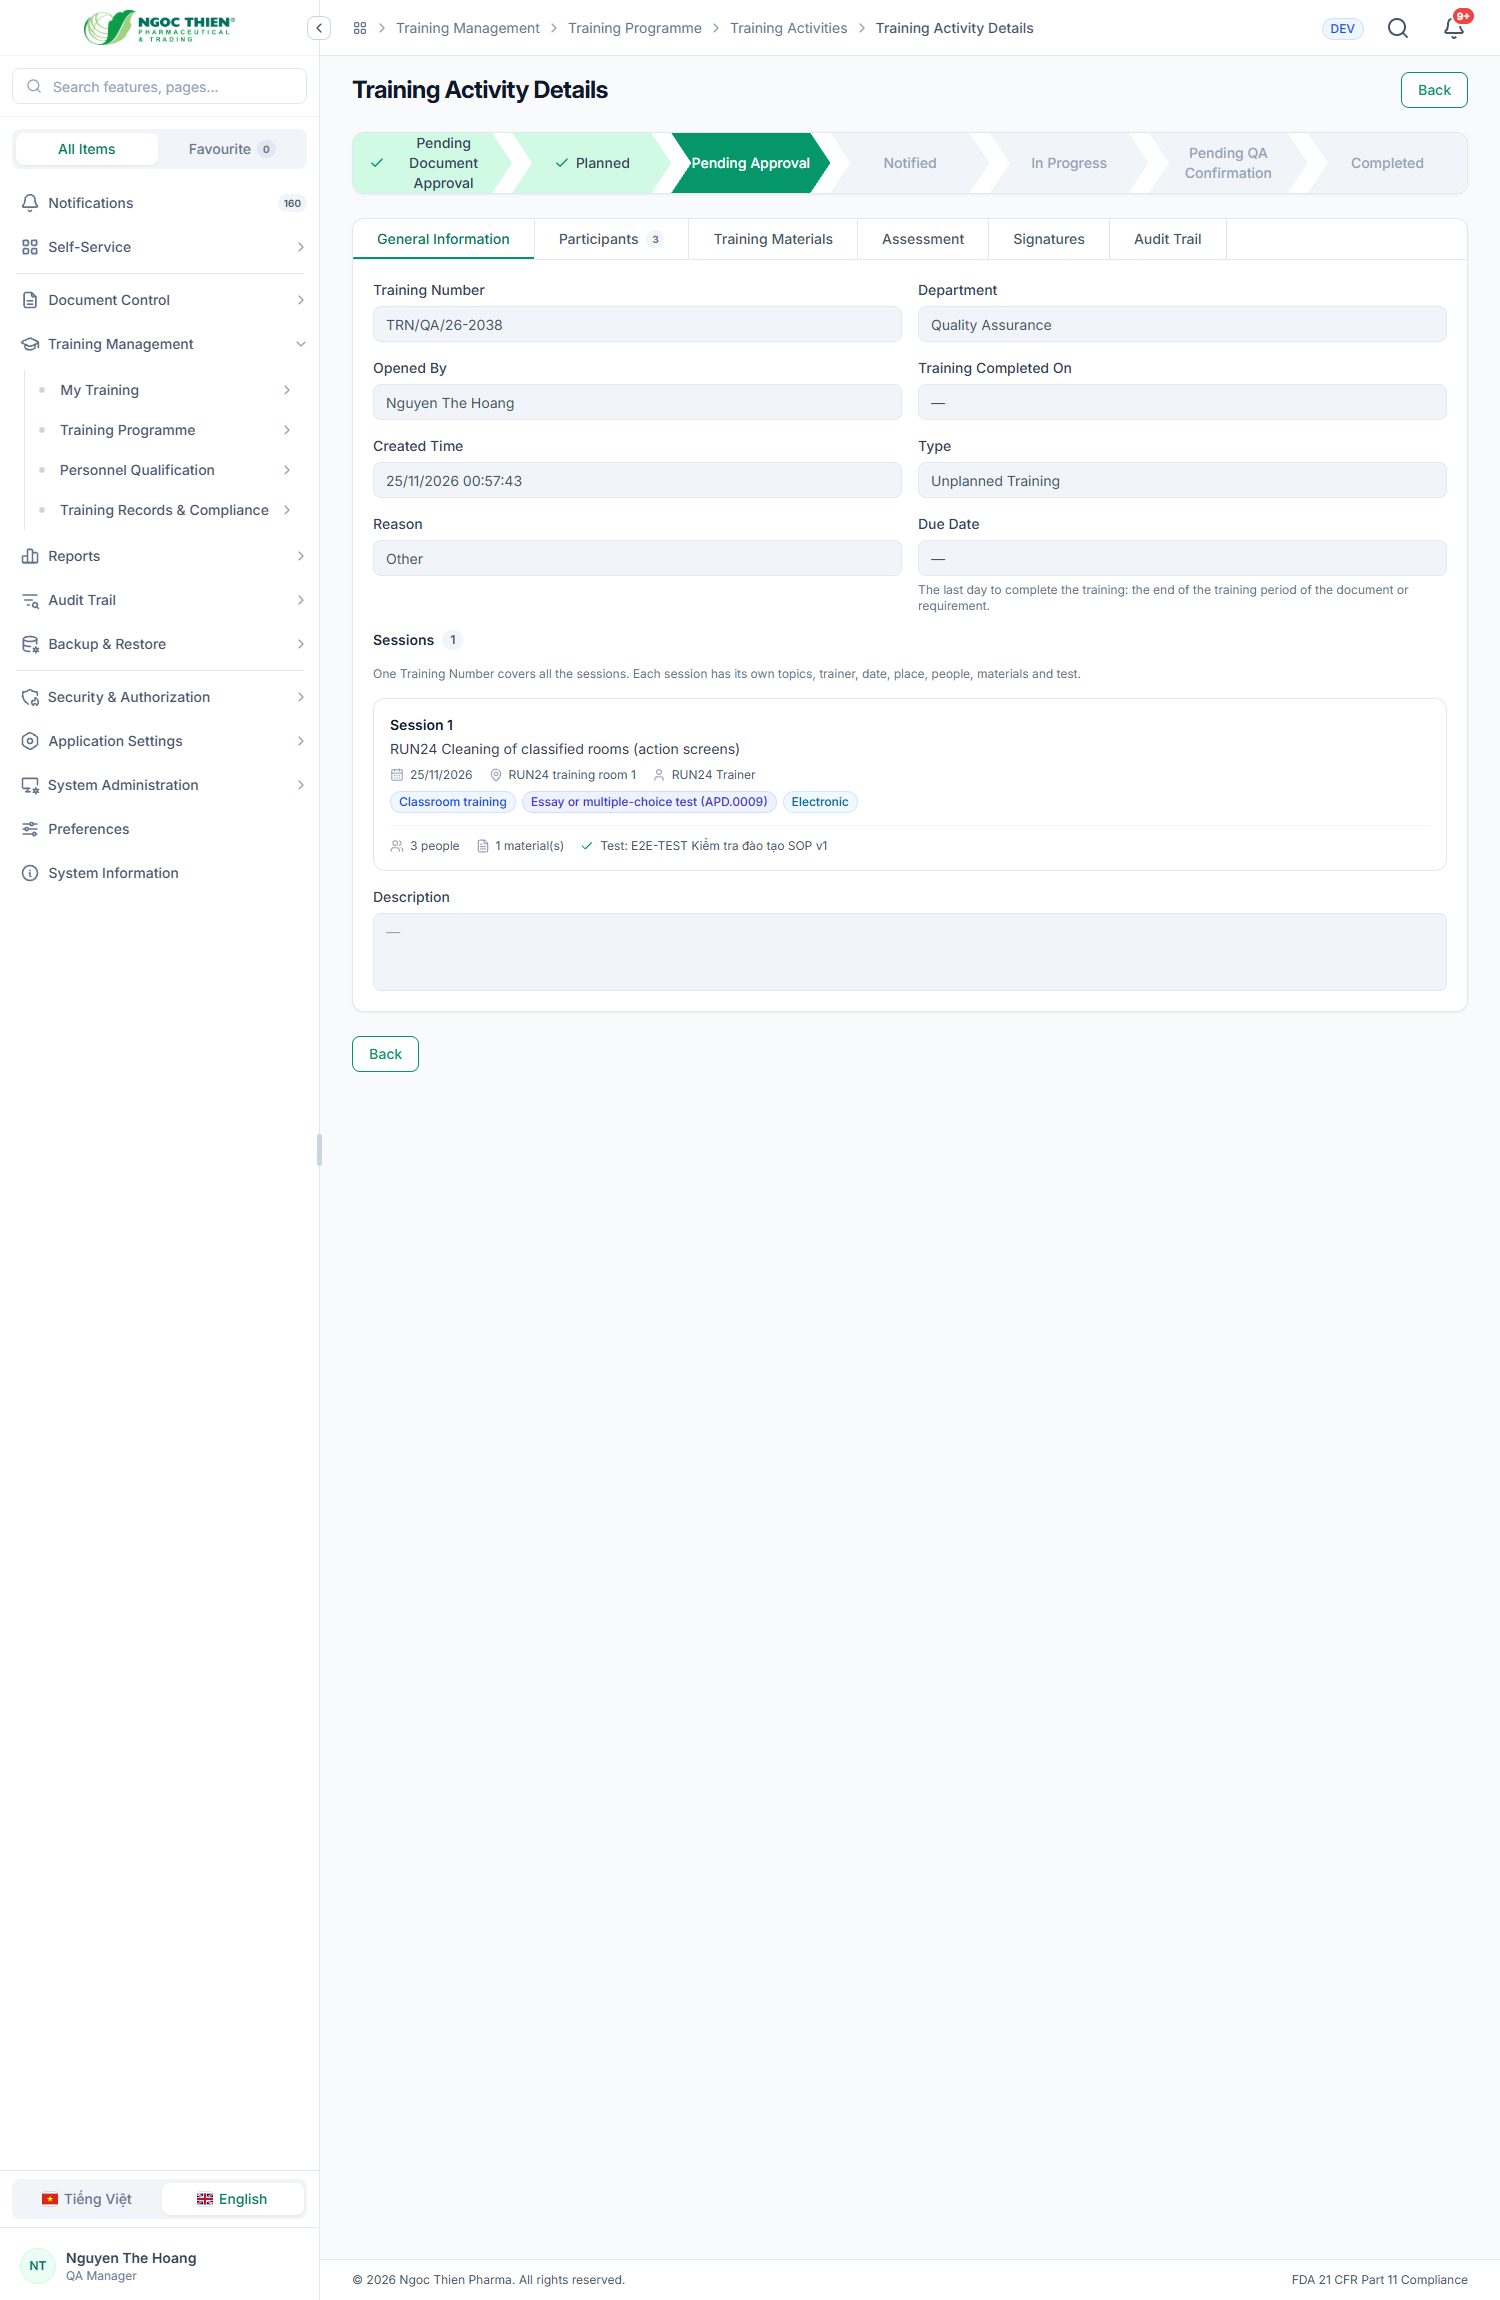 NGOC THIEN®
PHARMACEUTICAL
& TRADING
Search features, pages...
All Items
Favourite 0
Notifications 160
Self-Service
Document Control
Training Management
My Training
Training Programme
Personnel Qualification
Training Records & Compliance
Reports
Audit Trail
Backup & Restore
Security & Authorization
Application Settings
System Administration
Preferences
System Information
Tiếng Việt
English
NT
Nguyen The Hoang
QA Manager
Training Management
Training Programme
Training Activities
Training Activity Details
DEV
9+
Training Activity Details
Back
Pending
Document
Approval
Planned
Pending Approval
Notified
In Progress
Pending QA
Confirmation
Completed
General Information
Participants 3
Training Materials
Assessment
Signatures
Audit Trail
Training Number
TRN/QA/26-2038
Department
Quality Assurance
Opened By
Nguyen The Hoang
Training Completed On
—
Created Time
25/11/2026 00:57:43
Type
Unplanned Training
Reason
Other
Due Date
—
The last day to complete the training: the end of the training period of the document or
requirement.
Sessions 1
One Training Number covers all the sessions. Each session has its own topics, trainer, date, place, people, materials and test.
Session 1
RUN24 Cleaning of classified rooms (action screens)
25/11/2026 RUN24 training room 1 RUN24 Trainer
Classroom training Essay or multiple-choice test (APD.0009) Electronic
3 people 1 material(s) Test: E2E-TEST Kiểm tra đào tạo SOP v1
Description
—
Back
© 2026 Ngoc Thien Pharma. All rights reserved.
FDA 21 CFR Part 11 Compliance